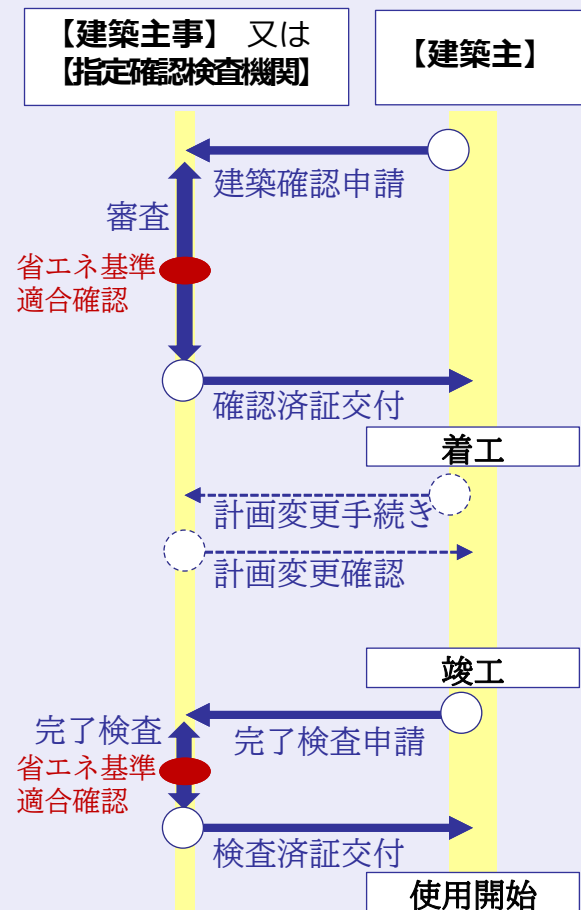 【建築主事】 又は
【指定確認検査機関】
【建築主】
建築確認申請
審査
省エネ基準
適合確認
確認済証交付
着工
計画変更手続き
計画変更確認
竣工
完了検査申請
完了検査
省エネ基準
適合確認
検査済証交付
使用開始